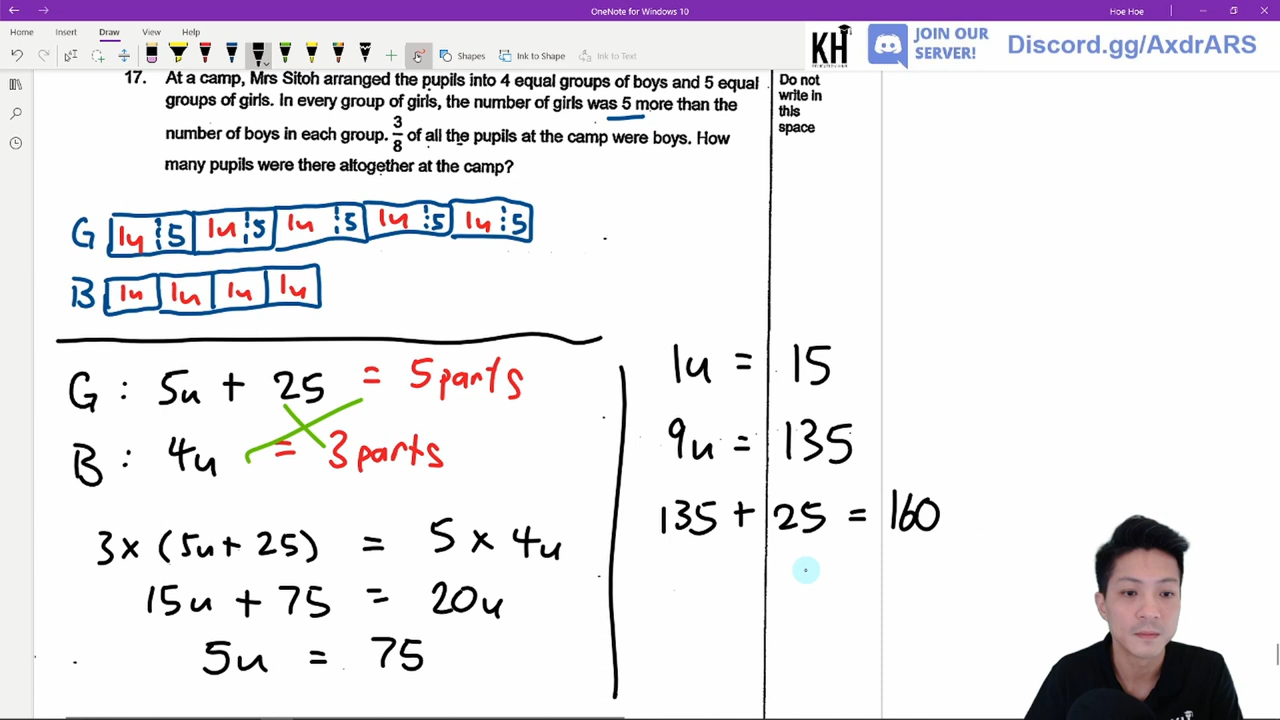 OneNote for Windows 10
Hoe Hoe
Home Insert Draw View Help
Shapes Ink to Shape Ink to Text
KH
JOIN OUR
SERVER!
Discord.gg/AxdrARS
17. At a camp, Mrs Sitoh arranged the pupils into 4 equal groups of boys and 5 equal
groups of girls. In every group of girls, the number of girls was 5 more than the
number of boys in each group. 3/8 of all the pupils at the camp were boys. How
many pupils were there altogether at the camp?
Do not
write in
this
space
G 1u 5 1u 5 1u 5 1u 5 1u 5
B 1u 1u 1u 1u
G : 5u + 25 = 5 parts
B : 4u = 3 parts
3 x (5u + 25) = 5 x 4u
15u + 75 = 20u
5u = 75
1u = 15
9u = 135
135 + 25 = 160